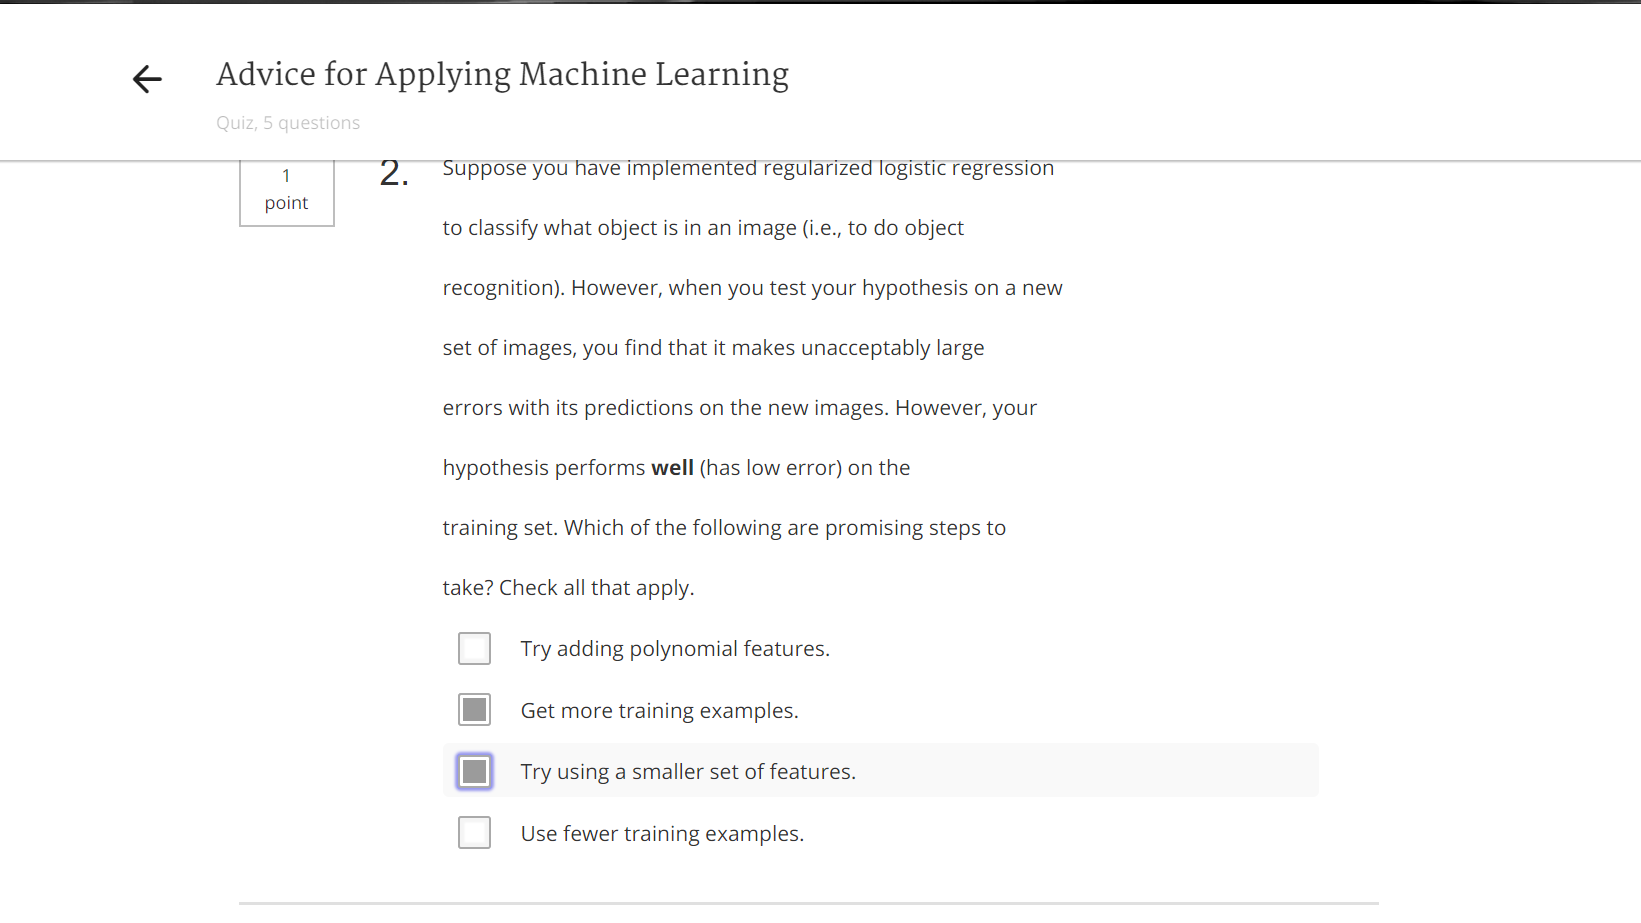 Advice for Applying Machine Learning
Quiz, 5 questions
1
point
2.
Suppose you have implemented regularized logistic regression
to classify what object is in an image (i.e., to do object
recognition). However, when you test your hypothesis on a new
set of images, you find that it makes unacceptably large
errors with its predictions on the new images. However, your
hypothesis performs well (has low error) on the
training set. Which of the following are promising steps to
take? Check all that apply.
Try adding polynomial features.
Get more training examples.
Try using a smaller set of features.
Use fewer training examples.